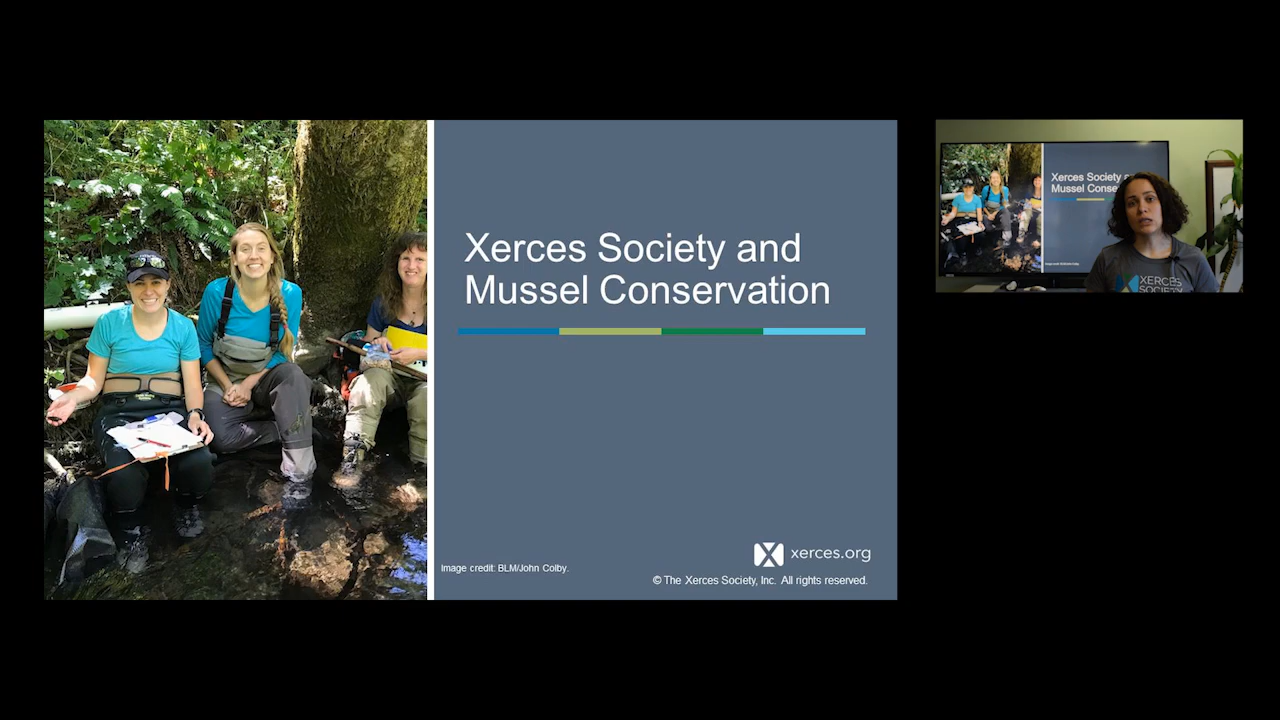 Xerces Society and
Mussel Conservation
xerces.org
Image credit: BLM/John Colby.
© The Xerces Society, Inc. All rights reserved.
Xerces Society
Mussel
XERCES
SOCIETY